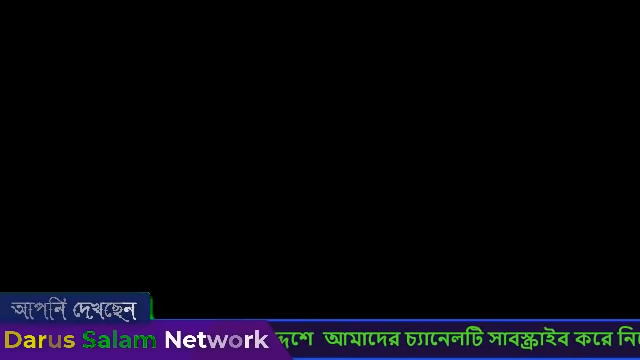 আপনি দেখছেন
Darus Salam Network
আমাদের চ্যানেলটি সাবস্ক্রাইব করে